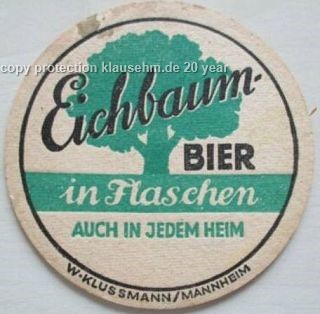 copy protection klausehm.de 20 year
Eichbaum-
BIER
in Flaschen
AUCH IN JEDEM HEIM
W·KLUSSMANN/MANNHEIM